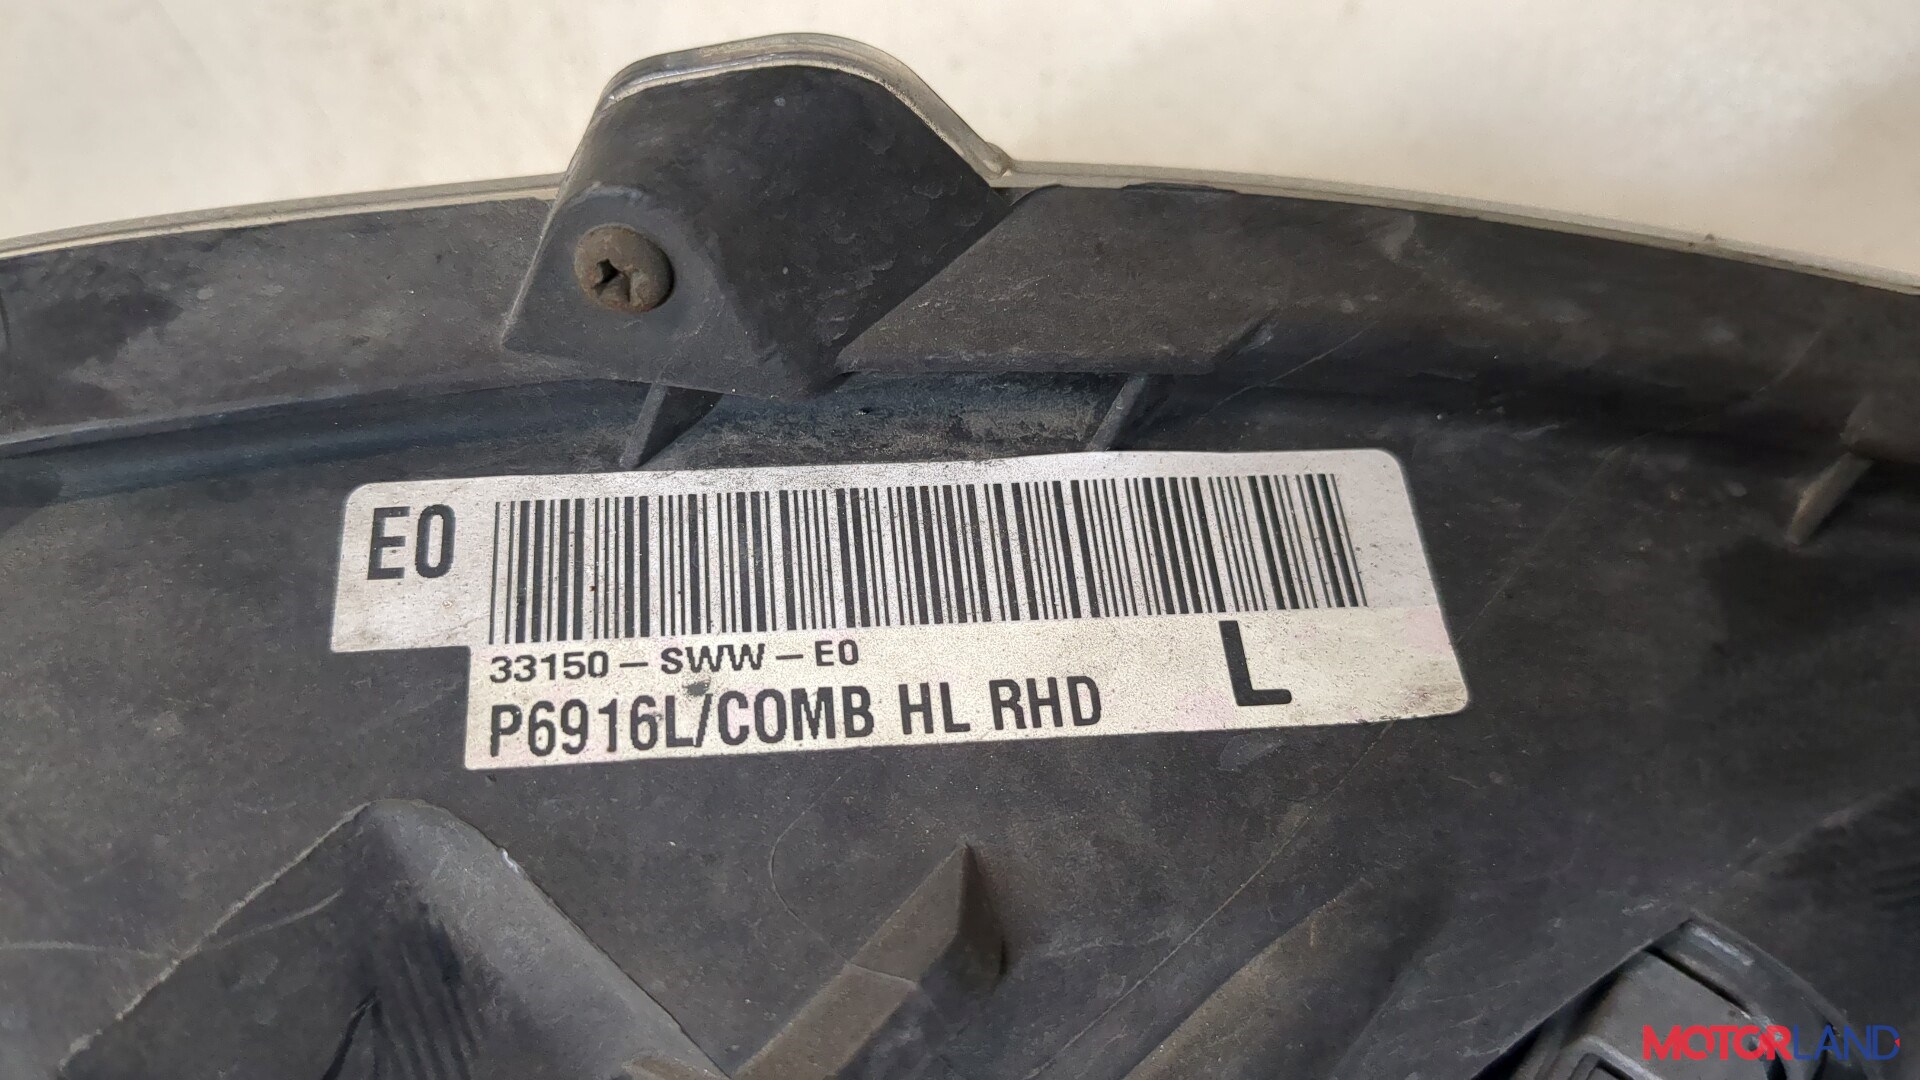 E0
33150-SWW-E0
P6916L/COMB HL RHD
L
MOTORLAND